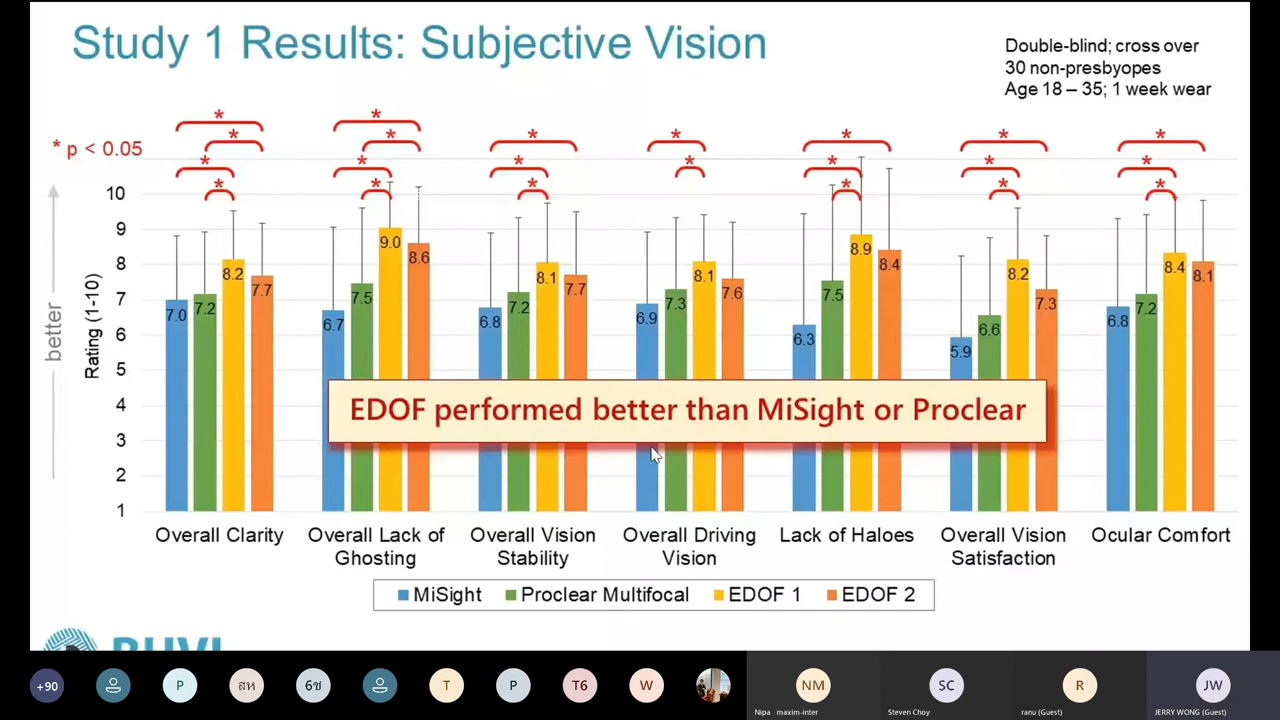 Study 1 Results: Subjective Vision
Double-blind; cross over
30 non-presbyopes
Age 18 – 35; 1 week wear
* p < 0.05
* * * *
* * * *
* *
* *
* *
* *
* *
* *
* *
* *
better
Rating (1-10)
10
9
8
7
6
5
4
3
2
1
7.0 7.2 8.2 7.7
6.7 7.5 9.0 8.6
6.8 7.2 8.1 7.7
6.9 7.3 8.1 7.6
6.3 7.5 8.9 8.4
5.9 6.6 8.2 7.3
6.8 7.2 8.4 8.1
EDOF performed better than MiSight or Proclear
Overall Clarity
Overall Lack of
Ghosting
Overall Vision
Stability
Overall Driving
Vision
Lack of Haloes
Overall Vision
Satisfaction
Ocular Comfort
MiSight Proclear Multifocal EDOF 1 EDOF 2
+90 P สห 6ช T P T6 W NM SC R JW
Nipa maxim-inter Steven Choy ranu (Guest) JERRY WONG (Guest)